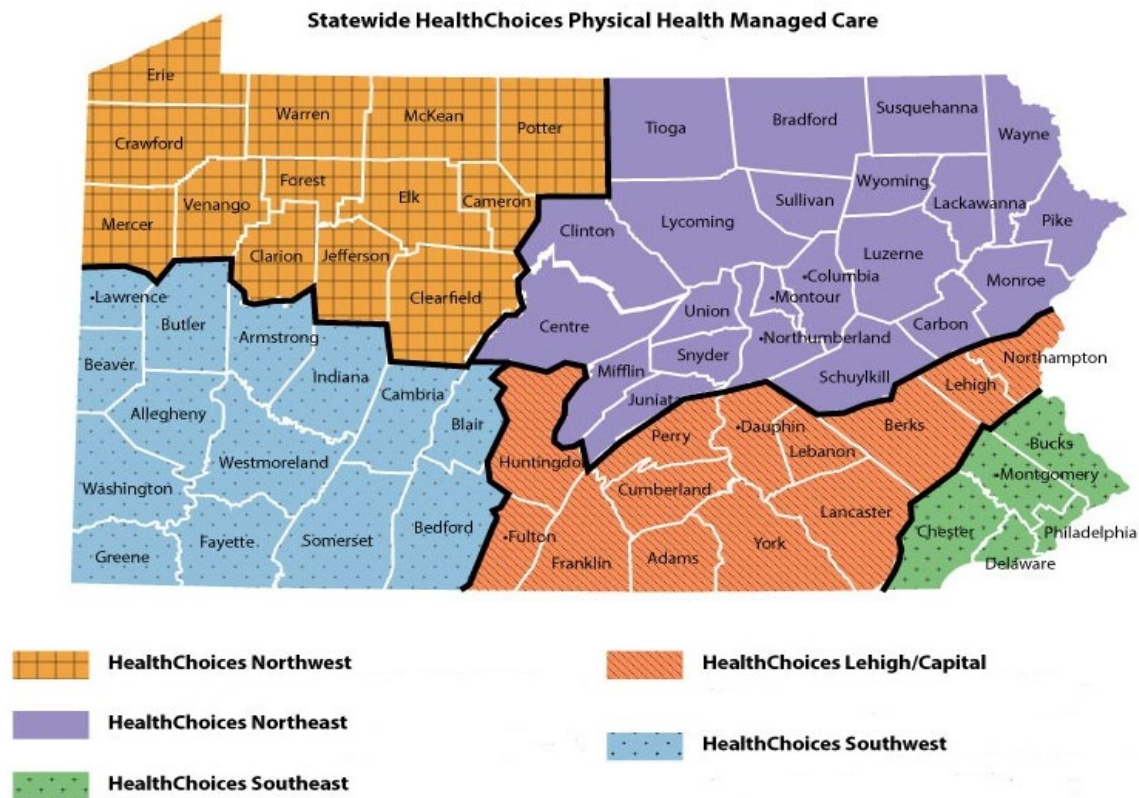 Statewide HealthChoices Physical Health Managed Care
Erie
Warren
McKean
Potter
Crawford
Forest
Elk
Cameron
Venango
Mercer
Clarion
Jefferson
Clearfield
Tioga
Bradford
Susquehanna
Wayne
Wyoming
Sullivan
Lackawanna
Lycoming
Clinton
Pike
Luzerne
•Columbia
•Montour
Monroe
Union
Centre
•Northumberland
Carbon
Snyder
Mifflin
Schuylkill
Juniata
•Lawrence
Butler
Armstrong
Beaver
Indiana
Cambria
Allegheny
Blair
Westmoreland
Washington
Bedford
Fayette
Somerset
Greene
Northampton
Lehigh
Berks
Perry
•Dauphin
Lebanon
Huntingdo
Cumberland
Lancaster
•Fulton
Franklin
Adams
York
Bucks
•Montgomery
Chester
Philadelphia
Delaware
HealthChoices Northwest
HealthChoices Lehigh/Capital
HealthChoices Northeast
HealthChoices Southwest
HealthChoices Southeast